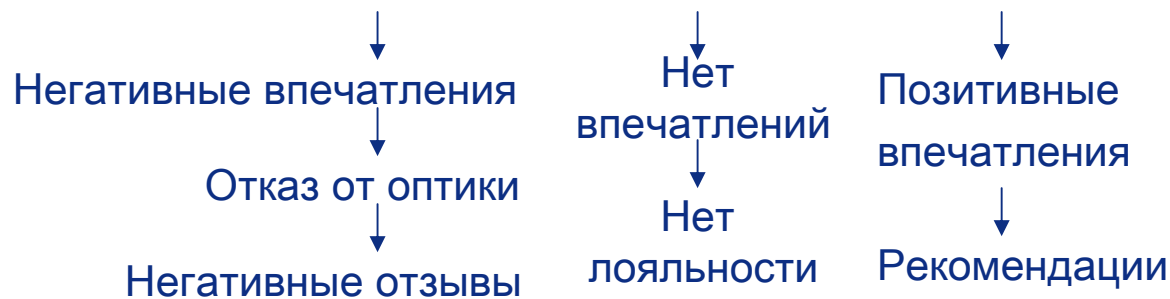 Негативные впечатления
Отказ от оптики
Негативные отзывы
Нет
впечатлений
Нет
лояльности
Позитивные
впечатления
Рекомендации